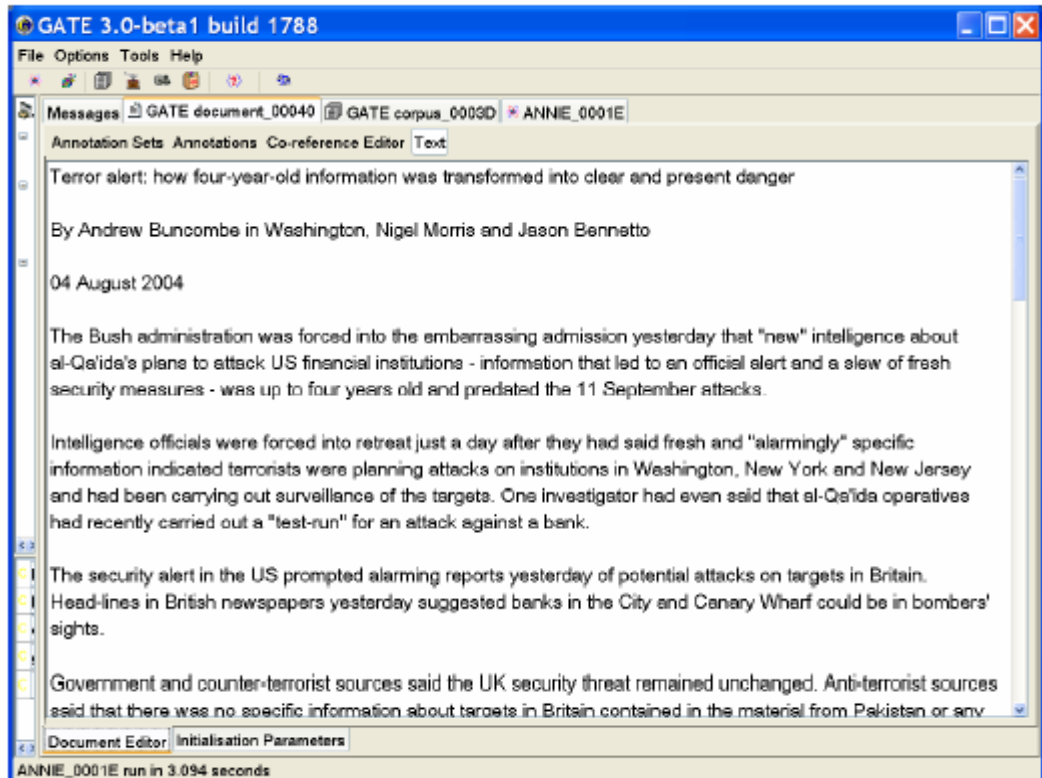 GATE 3.0-beta1 build 1788
File Options Tools Help
Messages GATE document_00040 GATE corpus_0003D ANNIE_0001E
Annotation Sets Annotations Co-reference Editor Text
Terror alert: how four-year-old information was transformed into clear and present danger
By Andrew Buncombe in Washington, Nigel Morris and Jason Bennetto
04 August 2004
The Bush administration was forced into the embarrassing admission yesterday that "new" intelligence about
al-Qa'ida's plans to attack US financial institutions - information that led to an official alert and a slew of fresh
security measures - was up to four years old and predated the 11 September attacks.
Intelligence officials were forced into retreat just a day after they had said fresh and "alarmingly" specific
information indicated terrorists were planning attacks on institutions in Washington, New York and New Jersey
and had been carrying out surveillance of the targets. One investigator had even said that al-Qa'ida operatives
had recently carried out a "test-run" for an attack against a bank.
The security alert in the US prompted alarming reports yesterday of potential attacks on targets in Britain.
Head-lines in British newspapers yesterday suggested banks in the City and Canary Wharf could be in bombers'
sights.
Government and counter-terrorist sources said the UK security threat remained unchanged. Anti-terrorist sources
said that there was no specific information about targets in Britain contained in the material from Pakistan or any
Document Editor Initialisation Parameters
ANNIE_0001E run in 3.094 seconds